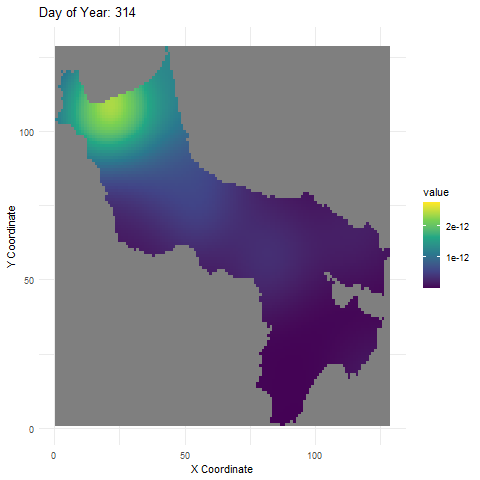 Day of Year: 314
Y Coordinate
100
50
0
0
50
100
X Coordinate
value
2e-12
1e-12